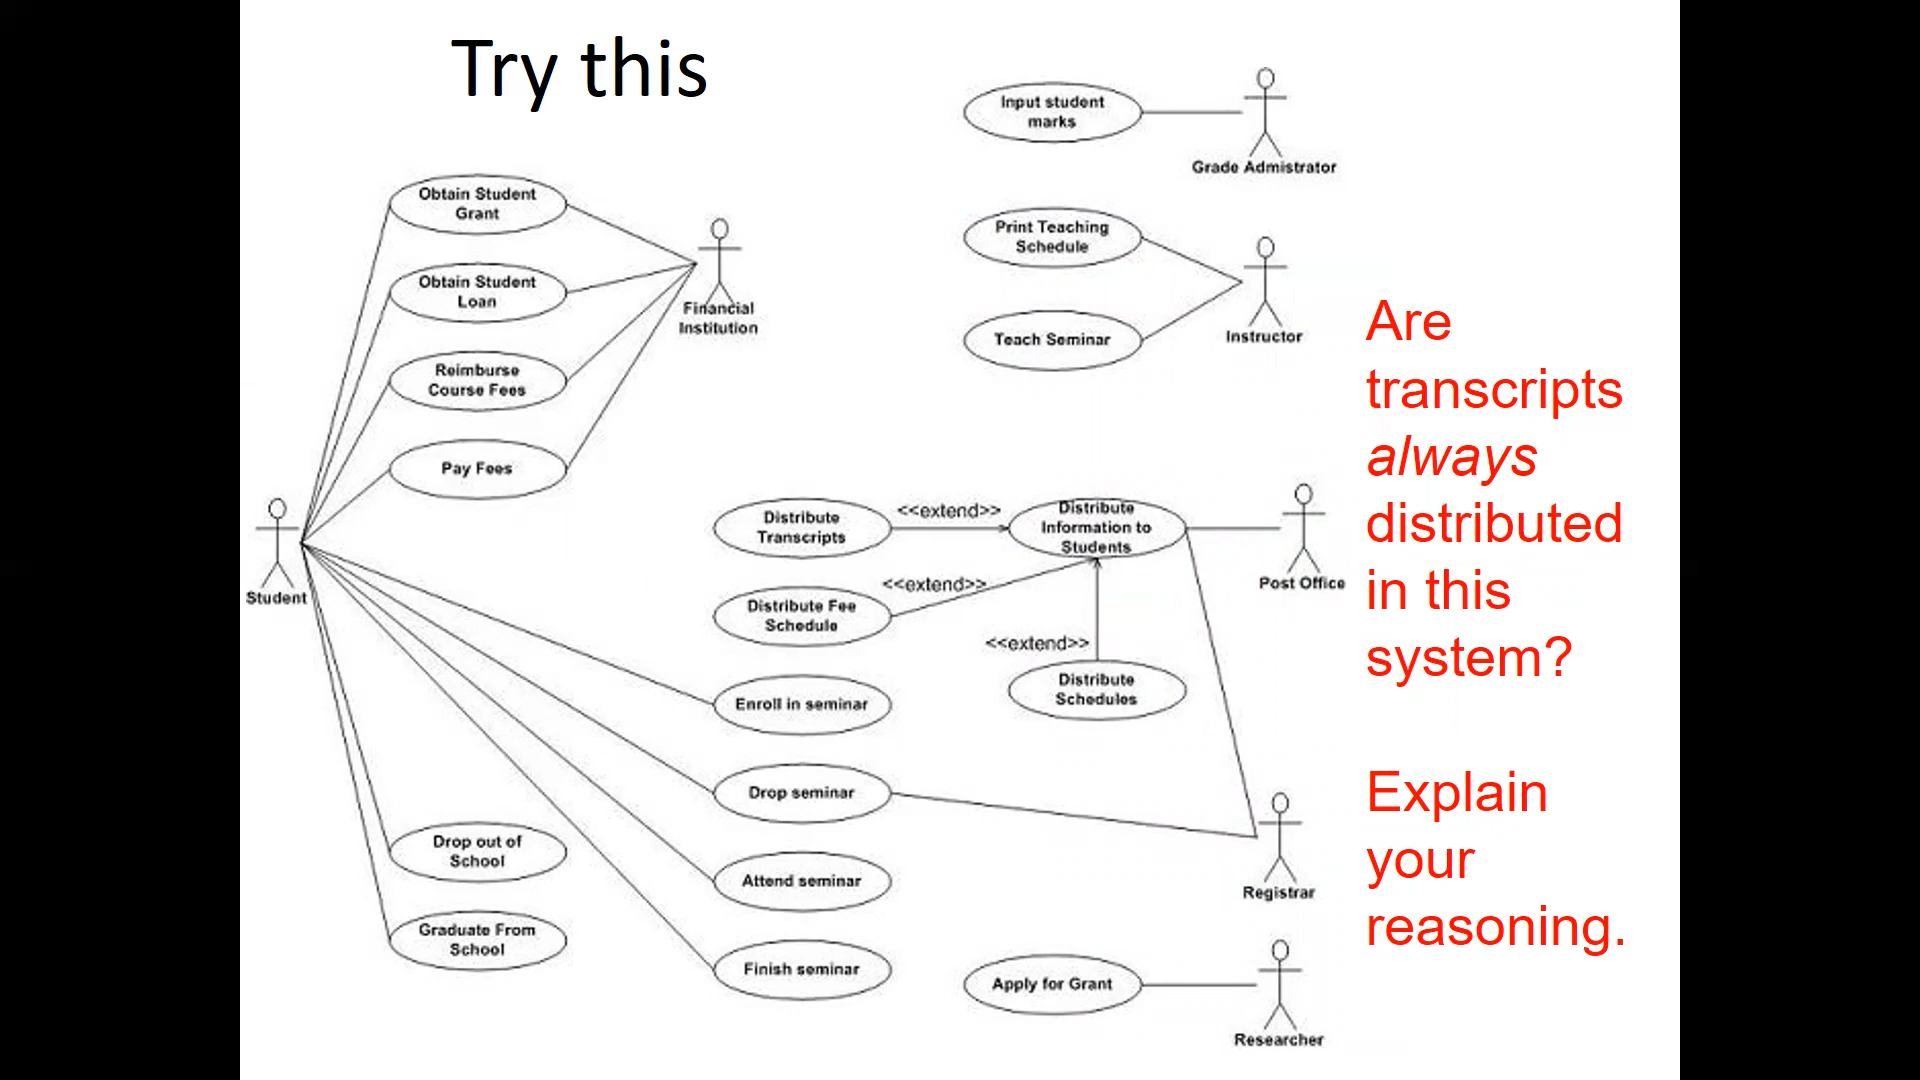 Try this
Input student
marks
Grade Admistrator
Obtain Student
Grant
Print Teaching
Schedule
Financial
Institution
Obtain Student
Loan
Teach Seminar
Instructor
Reimburse
Course Fees
Pay Fees
Student
Distribute
Transcripts
<<extend>>
Distribute
Information to
Students
Post Office
<<extend>>
Distribute Fee
Schedule
<<extend>>
Distribute
Schedules
Enroll in seminar
Drop seminar
Drop out of
School
Attend seminar
Registrar
Graduate From
School
Finish seminar
Apply for Grant
Researcher
Are
transcripts
always
distributed
in this
system?
Explain
your
reasoning.